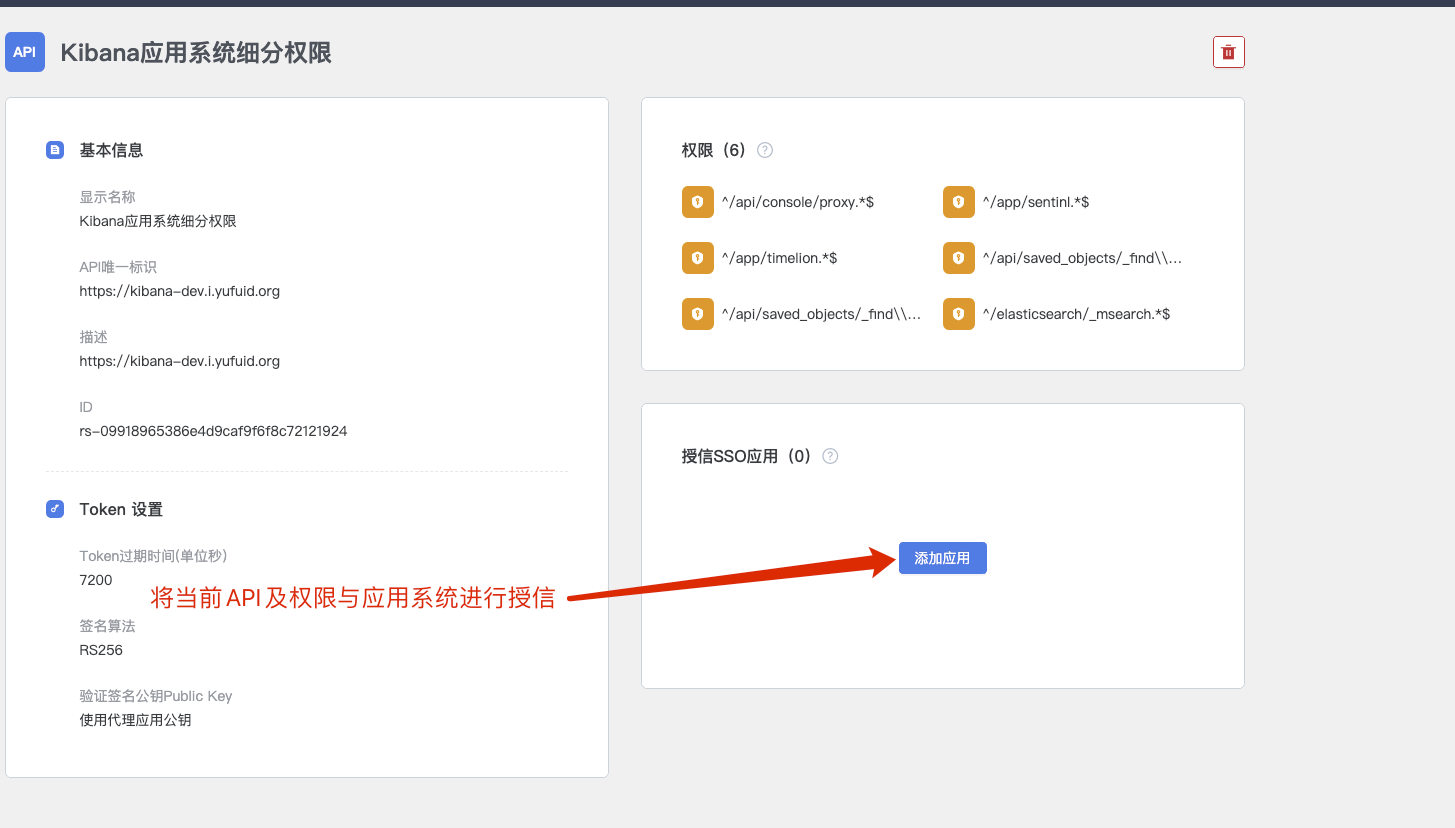 API
Kibana应用系统细分权限
基本信息
显示名称
Kibana应用系统细分权限
API唯一标识
https://kibana-dev.i.yufuid.org
描述
https://kibana-dev.i.yufuid.org
ID
rs-09918965386e4d9caf9f6f8c72121924
Token 设置
Token过期时间(单位秒)
7200
将当前API及权限与应用系统进行授信
签名算法
RS256
验证签名公钥Public Key
使用代理应用公钥
权限（6） ?
^/api/console/proxy.*$
^/app/sentinl.*$
^/app/timelion.*$
^/api/saved_objects/_find\\...
^/api/saved_objects/_find\\...
^/elasticsearch/_msearch.*$
授信SSO应用（0） ?
添加应用